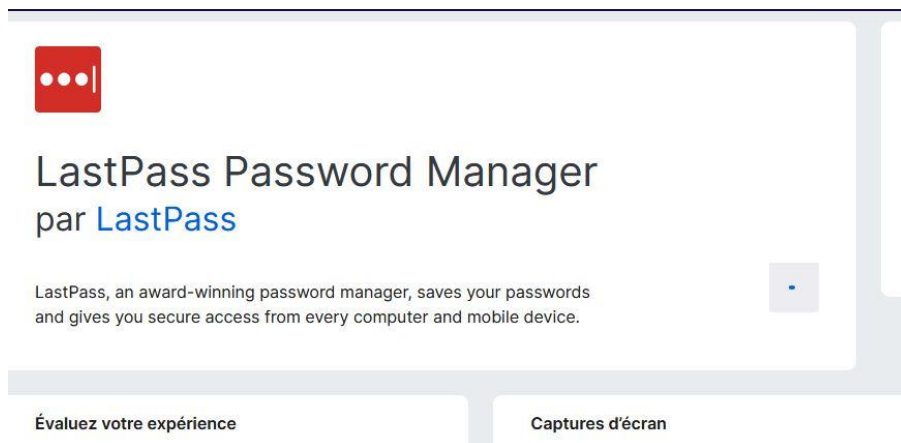 LastPass Password Manager
par LastPass
LastPass, an award-winning password manager, saves your passwords
and gives you secure access from every computer and mobile device.
Évaluez votre expérience
Captures d’écran